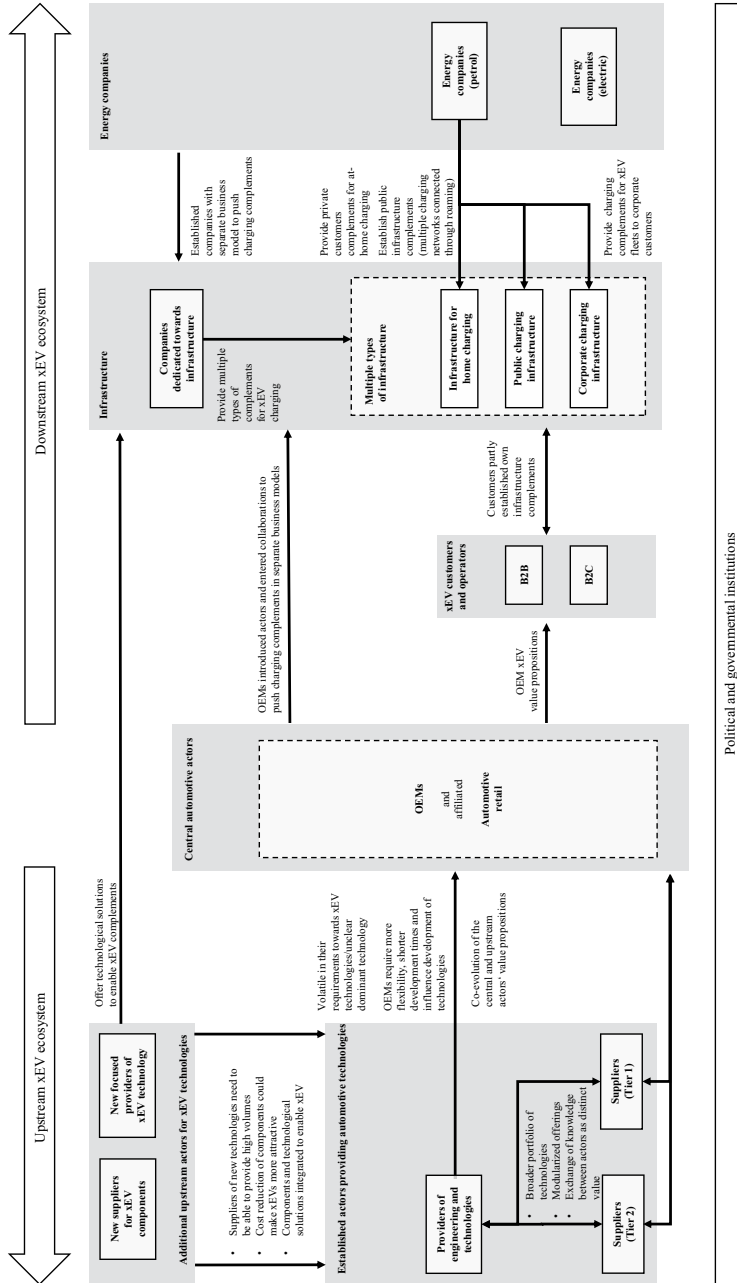 Upstream xEV ecosystem
Downstream xEV ecosystem
New suppliers for xEV
components
New focused
providers of
xEV technology
Additional upstream actors for xEV technologies
• Suppliers of new technologies need to
be able to provide high volumes
• Cost reduction of components could
make xEVs more attractive
• Components and technological
solutions integrated to enable xEV
Established actors providing automotive technologies
Providers of
engineering and
technologies
• Broader portfolio of
technologies
• Modularized offerings
• Exchange of knowledge
between actors as distinct
value
Suppliers
(Tier 2)
Suppliers
(Tier 1)
Offer technological solutions
to enable xEV complements
Volatile in their
requirements towards xEV
technologies/unclear
dominant technology
OEMs require more
flexibility, shorter
development times and
influence development of
technologies
Co-evolution of the
central and upstream
actors‘ value propositions
Central automotive actors
OEMs
and
affiliated
Automotive
retail
OEMs introduced actors and entered collaborations to
push charging complements in separate business models
OEM xEV
value propositions
xEV customers
and operators
B2B
B2C
Customers partly
established own
infrastructure
complements
Infrastructure
Companies
dedicated towards
infrastructure
Provide multiple
types of
complements
for xEV
charging
Multiple types
of infrastructure
Infrastructure for
home charging
Public charging
infrastructure
Corporate charging
infrastructure
Established
companies with
separate business
model to push
charging complements
Provide private
customers
complements for at-
home charging
Establish public
infrastructure
complements
(multiple charging
networks connected
through roaming)
Provide charging
complements for xEV
fleets to corporate
customers
Energy companies
Energy
companies
(petrol)
Energy
companies
(electric)
Political and governmental institutions